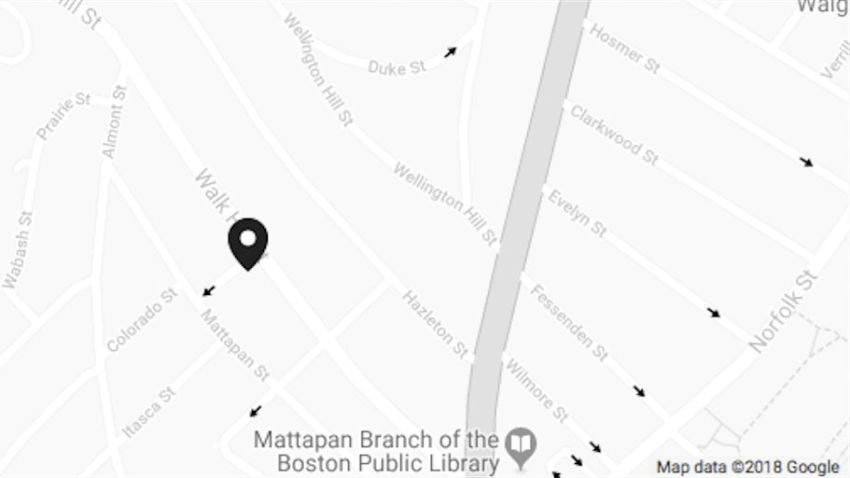 ill St
Walg
Wellington Hill St
Duke St
Hosmer St
Verril
Prairie St
Almont St
Clarkwood St
Walk H
Wellington Hill St
Evelyn St
Wabash St
Colorado St
Mattapan St
Hazleton St
Fessenden St
Norfolk St
Itasca St
Wilmore St
Mattapan Branch of the
Boston Public Library
Map data ©2018 Google